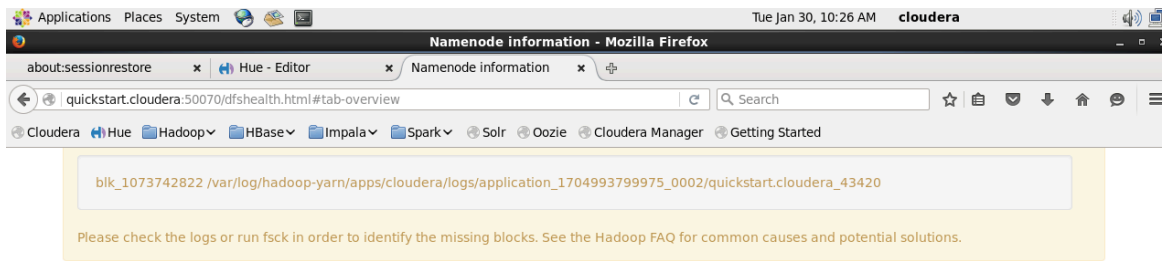 Applications Places System Tue Jan 30, 10:26 AM cloudera
Namenode information - Mozilla Firefox
about:sessionrestore Hue - Editor Namenode information
quickstart.cloudera:50070/dfshealth.html#tab-overview Search
Cloudera Hue Hadoop HBase Impala Spark Solr Oozie Cloudera Manager Getting Started
blk_1073742822 /var/log/hadoop-yarn/apps/cloudera/logs/application_1704993799975_0002/quickstart.cloudera_43420
Please check the logs or run fsck in order to identify the missing blocks. See the Hadoop FAQ for common causes and potential solutions.